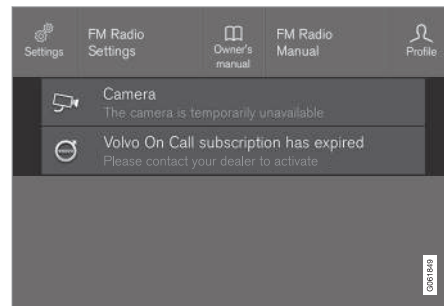 Settings
FM Radio
Settings
Owner's
manual
FM Radio
Manual
Profile
Camera
The camera is temporarily unavailable
Volvo On Call subscription has expired
Please contact your dealer to activate
G061849